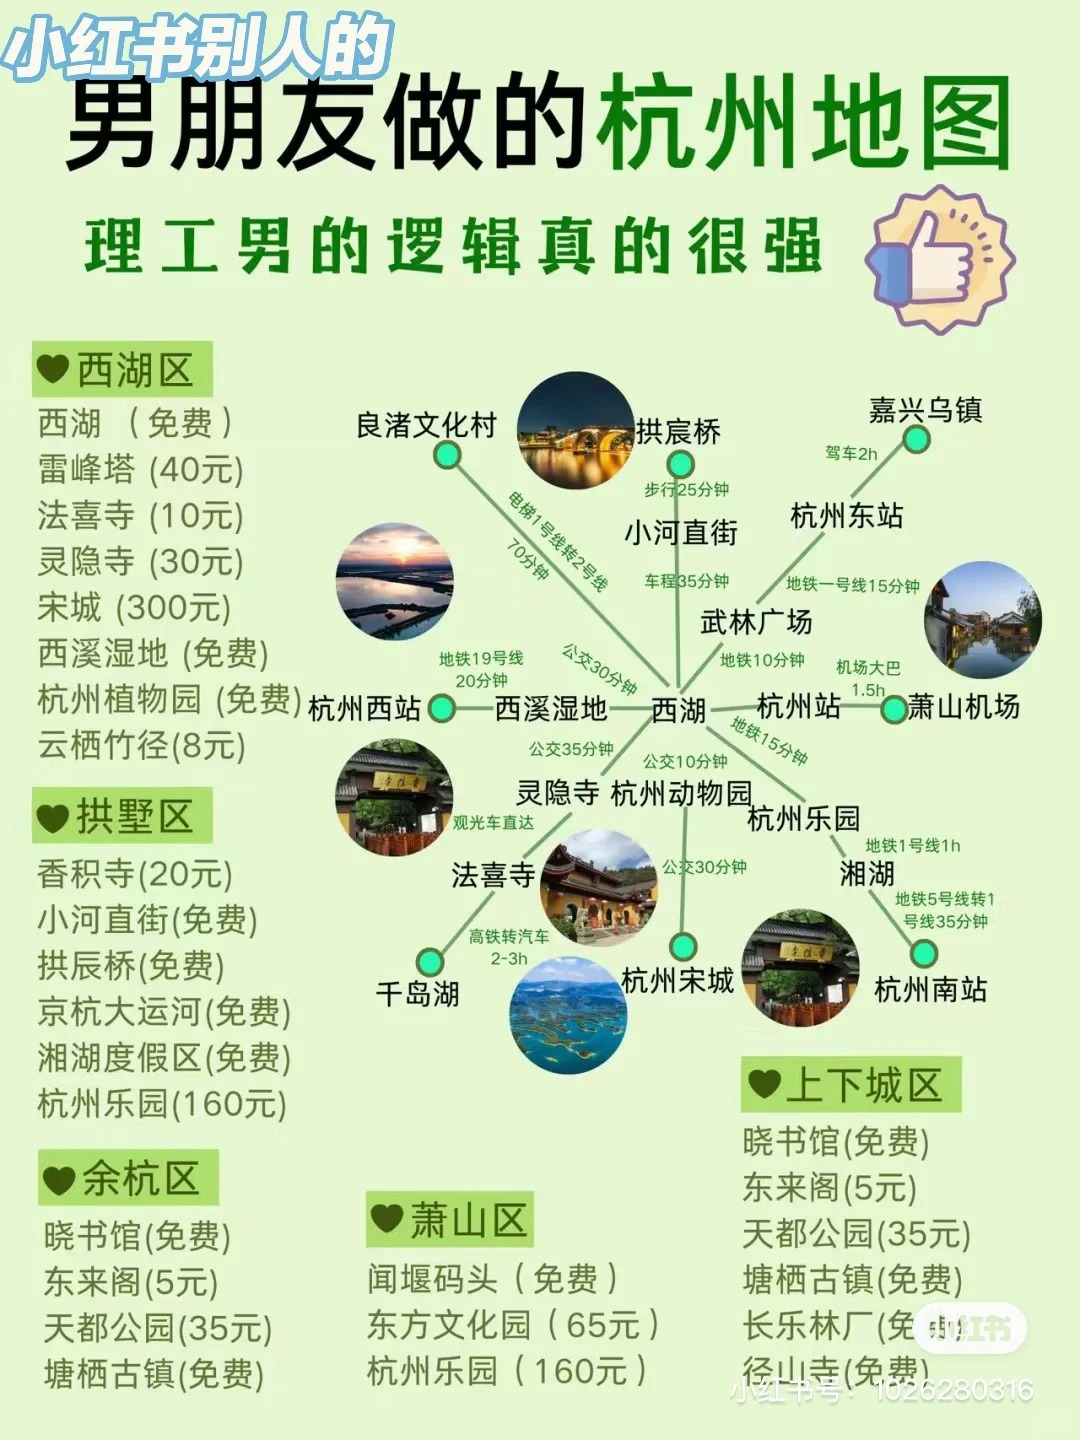 小红书别人的
男朋友做的杭州地图
理工男的逻辑真的很强
西湖区
西湖 （免费）
雷峰塔 (40元)
法喜寺 (10元)
灵隐寺 (30元)
宋城 (300元)
西溪湿地 (免费)
杭州植物园 (免费)
云栖竹径(8元)
拱墅区
香积寺(20元)
小河直街(免费)
拱辰桥(免费)
京杭大运河(免费)
湘湖度假区(免费)
杭州乐园(160元)
余杭区
晓书馆(免费)
东来阁(5元)
天都公园(35元)
塘栖古镇(免费)
良渚文化村
拱宸桥
嘉兴乌镇
驾车2h
步行25分钟
电梯1号线转2号线
70分钟
小河直街
杭州东站
车程35分钟
地铁一号线15分钟
武林广场
公交30分钟
地铁10分钟
地铁19号线
20分钟
机场大巴
1.5h
杭州西站
西溪湿地
西湖
杭州站
萧山机场
公交35分钟
公交10分钟
地铁15分钟
灵隐寺
杭州动物园
杭州乐园
观光车直达
地铁1号线1h
法喜寺
公交30分钟
湘湖
地铁5号线转1
号线35分钟
高铁转汽车
2-3h
千岛湖
杭州宋城
杭州南站
萧山区
闻堰码头（免费）
东方文化园（65元）
杭州乐园（160元）
上下城区
晓书馆(免费)
东来阁(5元)
天都公园(35元)
塘栖古镇(免费)
长乐林厂(免
径山寺(免费)
小红书
小红书号：1026280316